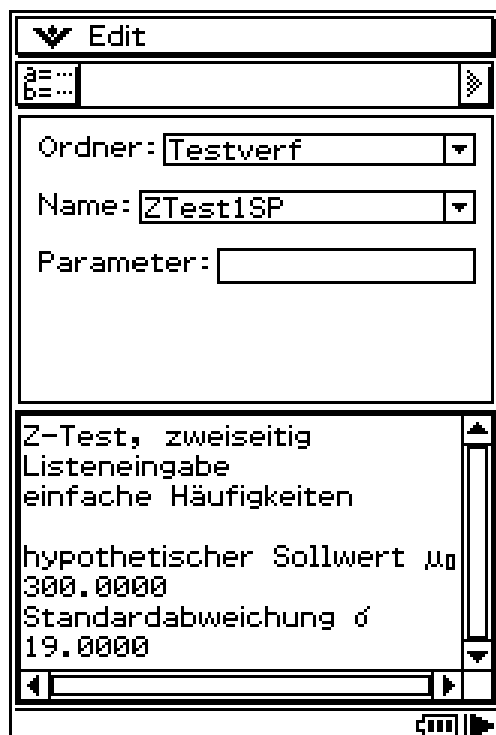 Edit
a=...
b=...
Ordner: Testverf
Name: ZTest1SP
Parameter:
Z-Test, zweiseitig
Listeneingabe
einfache Häufigkeiten
hypothetischer Sollwert μ₀
300.0000
Standardabweichung σ
19.0000